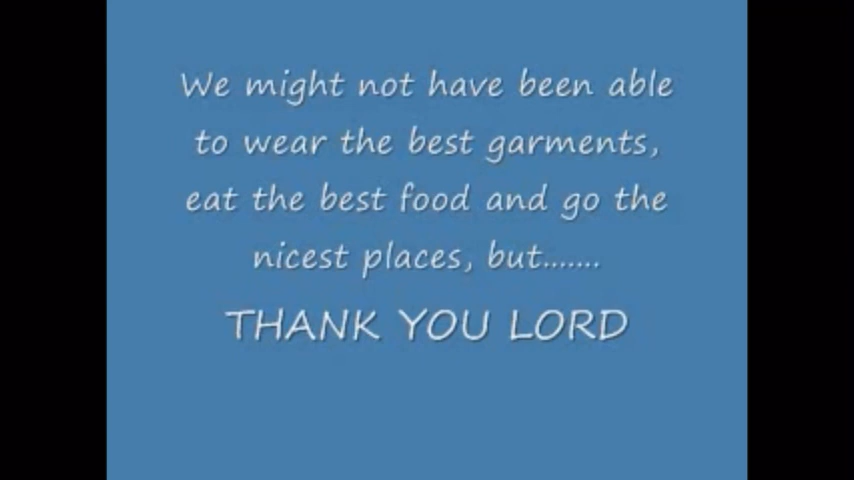 We might not have been able
to wear the best garments,
eat the best food and go the
nicest places, but.......
THANK YOU LORD